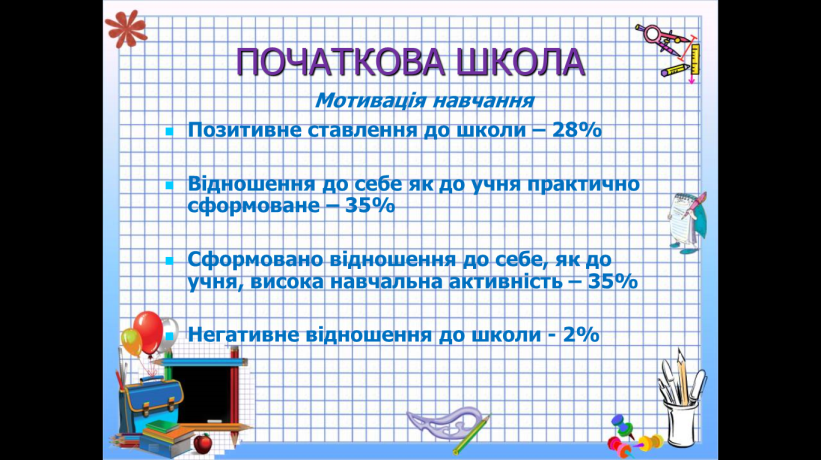 ПОЧАТКОВА ШКОЛА
Мотивація навчання
Позитивне ставлення до школи – 28%
Відношення до себе як до учня практично
сформоване – 35%
Сформовано відношення до себе, як до
учня, висока навчальна активність – 35%
Негативне відношення до школи - 2%